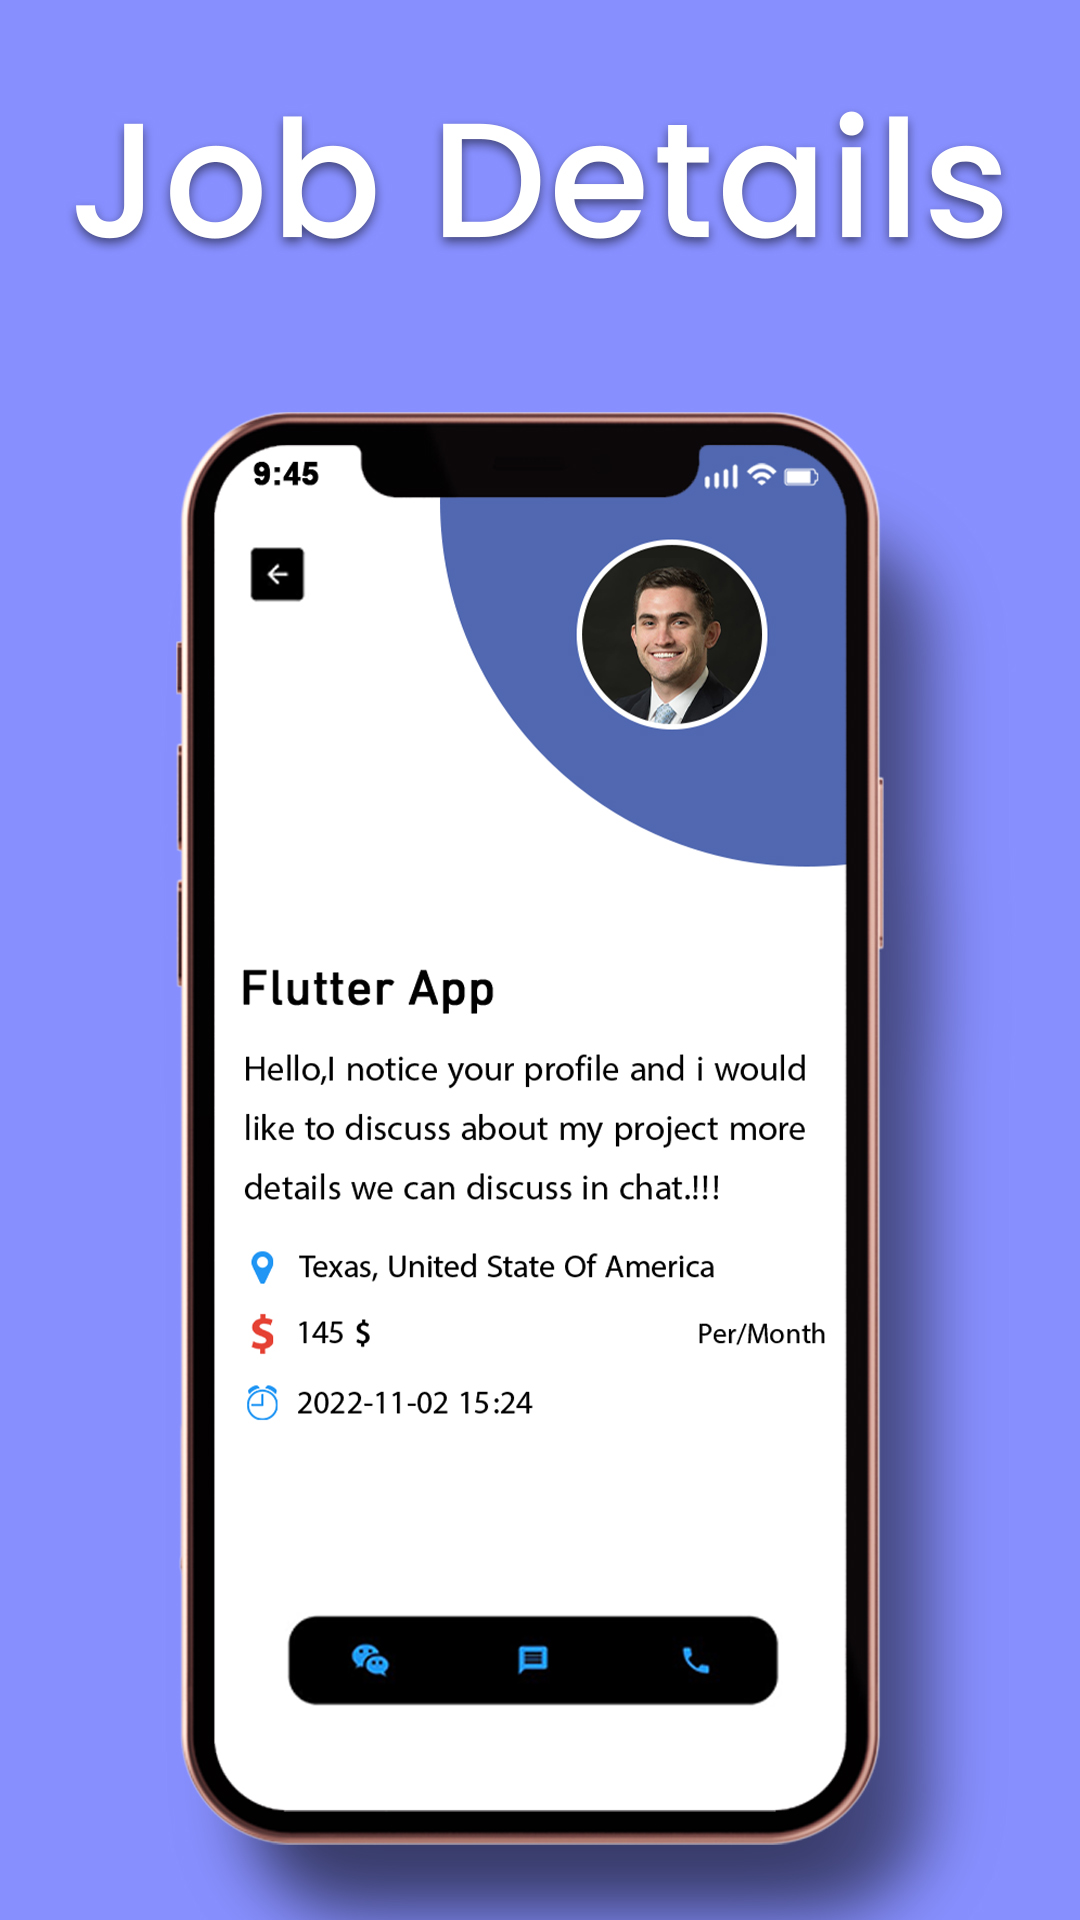 Job Details
9:45
Flutter App
Hello,I notice your profile and i would
like to discuss about my project more
details we can discuss in chat.!!!
Texas, United State Of America
$ 145 $ Per/Month
2022-11-02 15:24